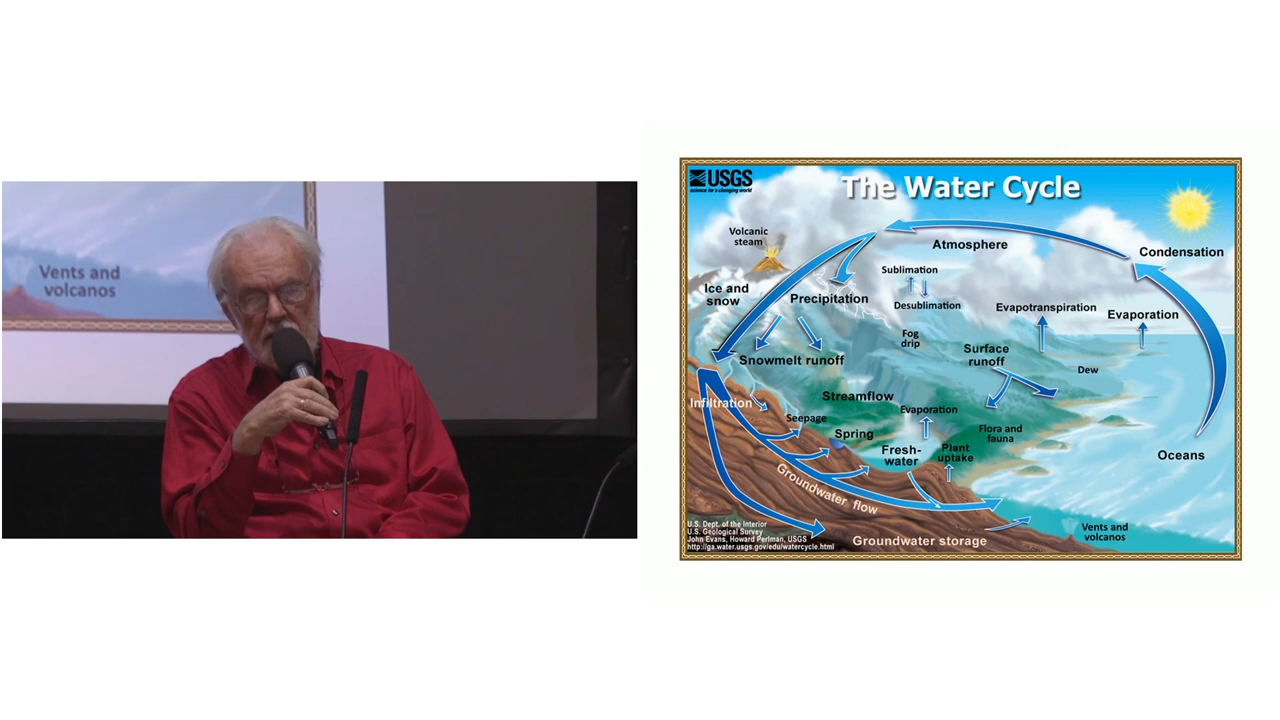 Vents and
volcanos
USGS
science for a changing world
The Water Cycle
Volcanic
steam
Atmosphere
Condensation
Sublimation
Ice and
snow
Precipitation
Desublimation
Evapotranspiration
Evaporation
Fog
drip
Snowmelt runoff
Surface
runoff
Dew
Infiltration
Streamflow
Evaporation
Seepage
Spring
Flora and
fauna
Fresh-
water
Plant
uptake
Oceans
Groundwater flow
U.S. Dept. of the Interior
U.S. Geological Survey
John Evans, Howard Perlman, USGS
http://ga.water.usgs.gov/edu/watercycle.html
Groundwater storage
Vents and
volcanos